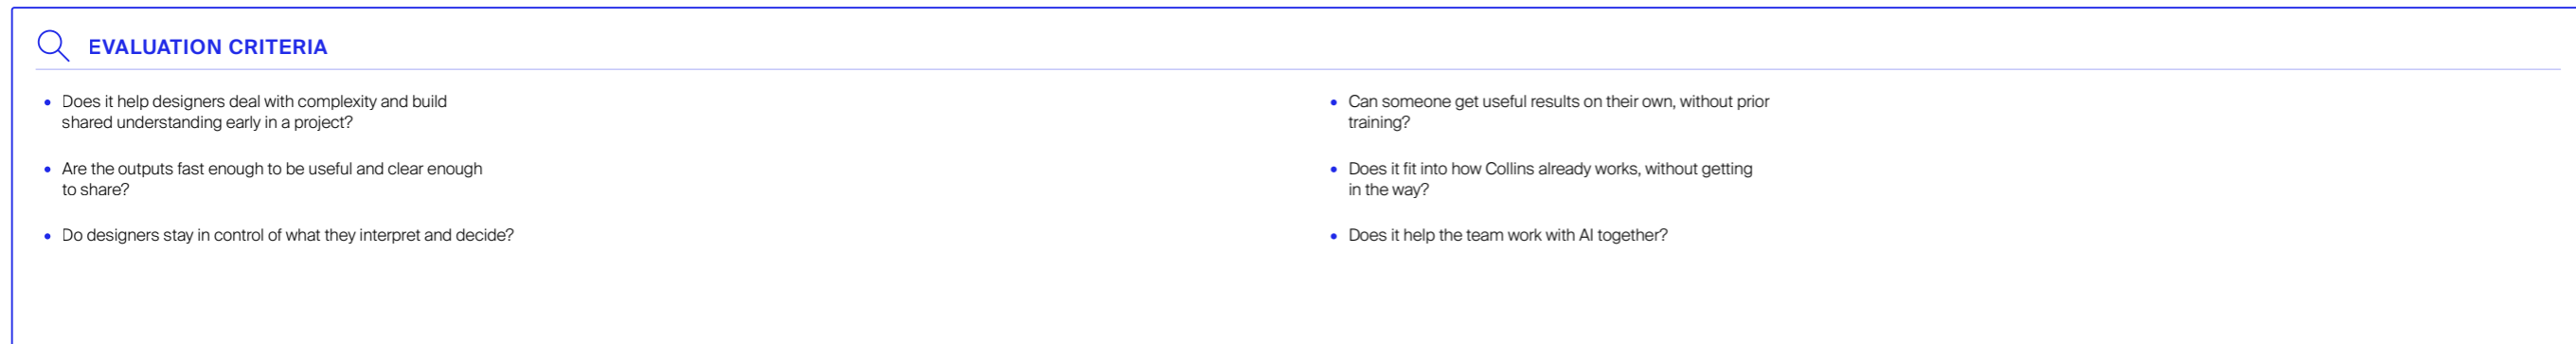 EVALUATION CRITERIA
• Does it help designers deal with complexity and build
shared understanding early in a project?
• Are the outputs fast enough to be useful and clear enough
to share?
• Do designers stay in control of what they interpret and decide?
• Can someone get useful results on their own, without prior
training?
• Does it fit into how Collins already works, without getting
in the way?
• Does it help the team work with AI together?